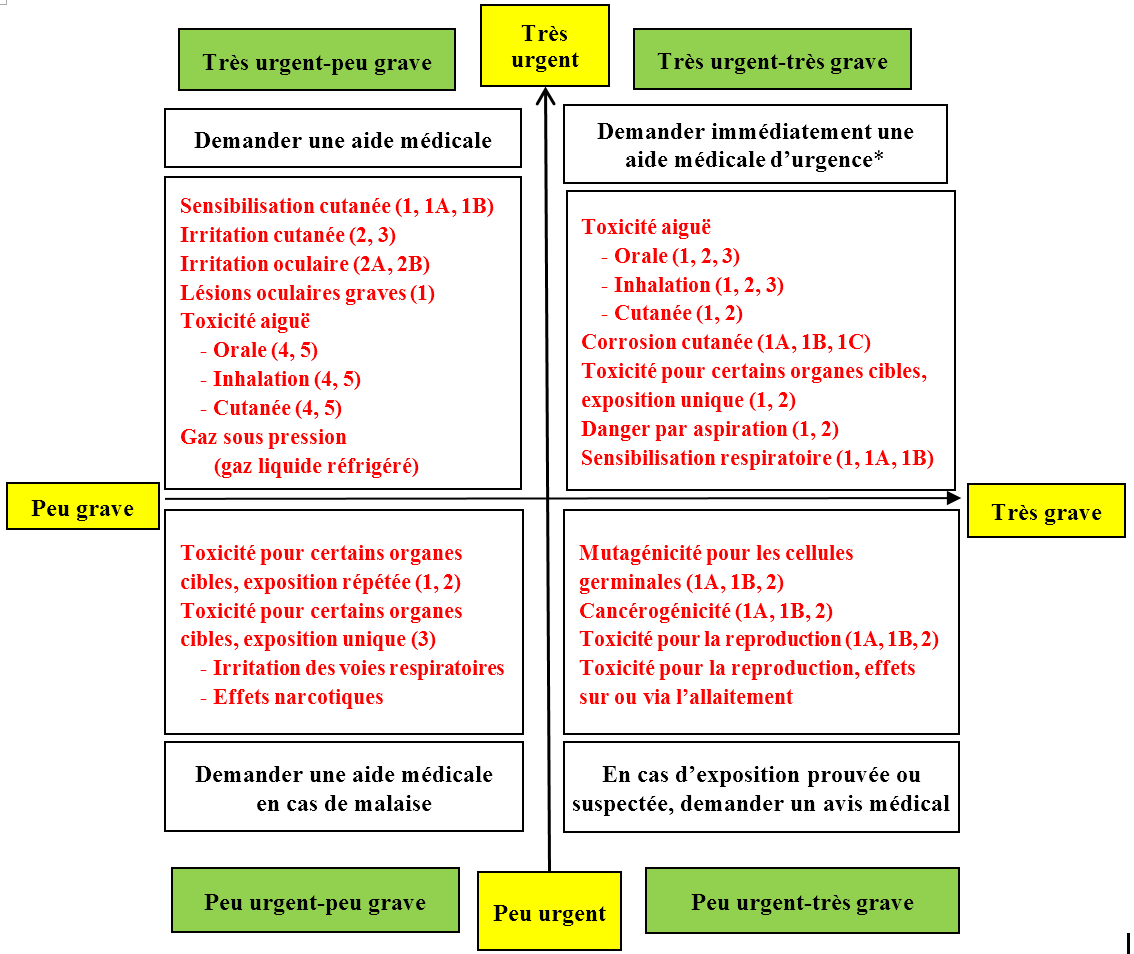 Très
urgent
Très urgent-peu grave
Très urgent-très grave
Demander une aide médicale
Demander immédiatement une
aide médicale d’urgence*
Sensibilisation cutanée (1, 1A, 1B)
Irritation cutanée (2, 3)
Irritation oculaire (2A, 2B)
Lésions oculaires graves (1)
Toxicité aiguë
- Orale (4, 5)
- Inhalation (4, 5)
- Cutanée (4, 5)
Gaz sous pression
(gaz liquide réfrigéré)
Toxicité aiguë
- Orale (1, 2, 3)
- Inhalation (1, 2, 3)
- Cutanée (1, 2)
Corrosion cutanée (1A, 1B, 1C)
Toxicité pour certains organes cibles,
exposition unique (1, 2)
Danger par aspiration (1, 2)
Sensibilisation respiratoire (1, 1A, 1B)
Peu grave
Très grave
Toxicité pour certains organes
cibles, exposition répétée (1, 2)
Toxicité pour certains organes
cibles, exposition unique (3)
- Irritation des voies respiratoires
- Effets narcotiques
Mutagénicité pour les cellules
germinales (1A, 1B, 2)
Cancérogénicité (1A, 1B, 2)
Toxicité pour la reproduction (1A, 1B, 2)
Toxicité pour la reproduction, effets
sur ou via l’allaitement
Demander une aide médicale
en cas de malaise
En cas d’exposition prouvée ou
suspectée, demander un avis médical
Peu urgent-peu grave
Peu urgent
Peu urgent-très grave